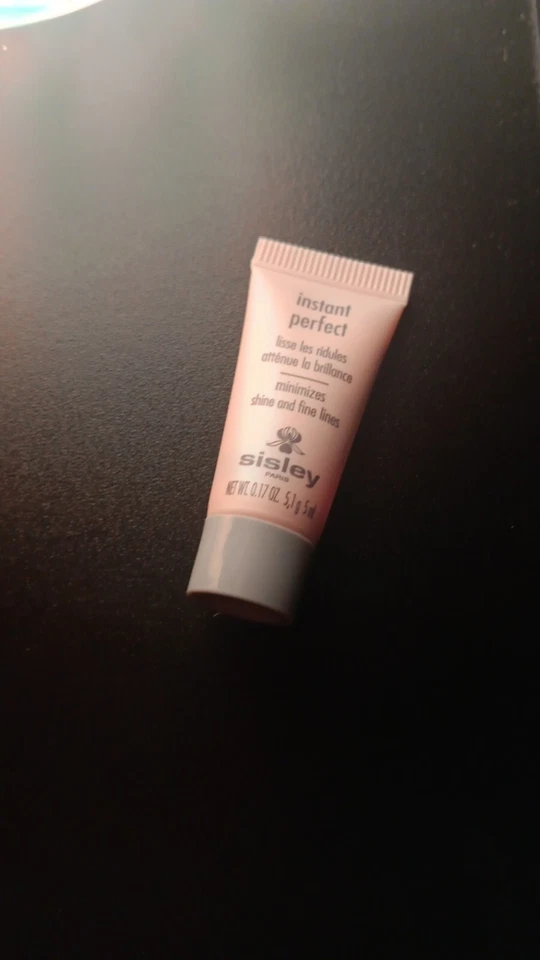 instant
perfect
lisse les ridules
atténue la brillance
minimizes
shine and fine lines
sisley
PARIS
NET WT. 0.17 OZ. 5,1 g 5 ml